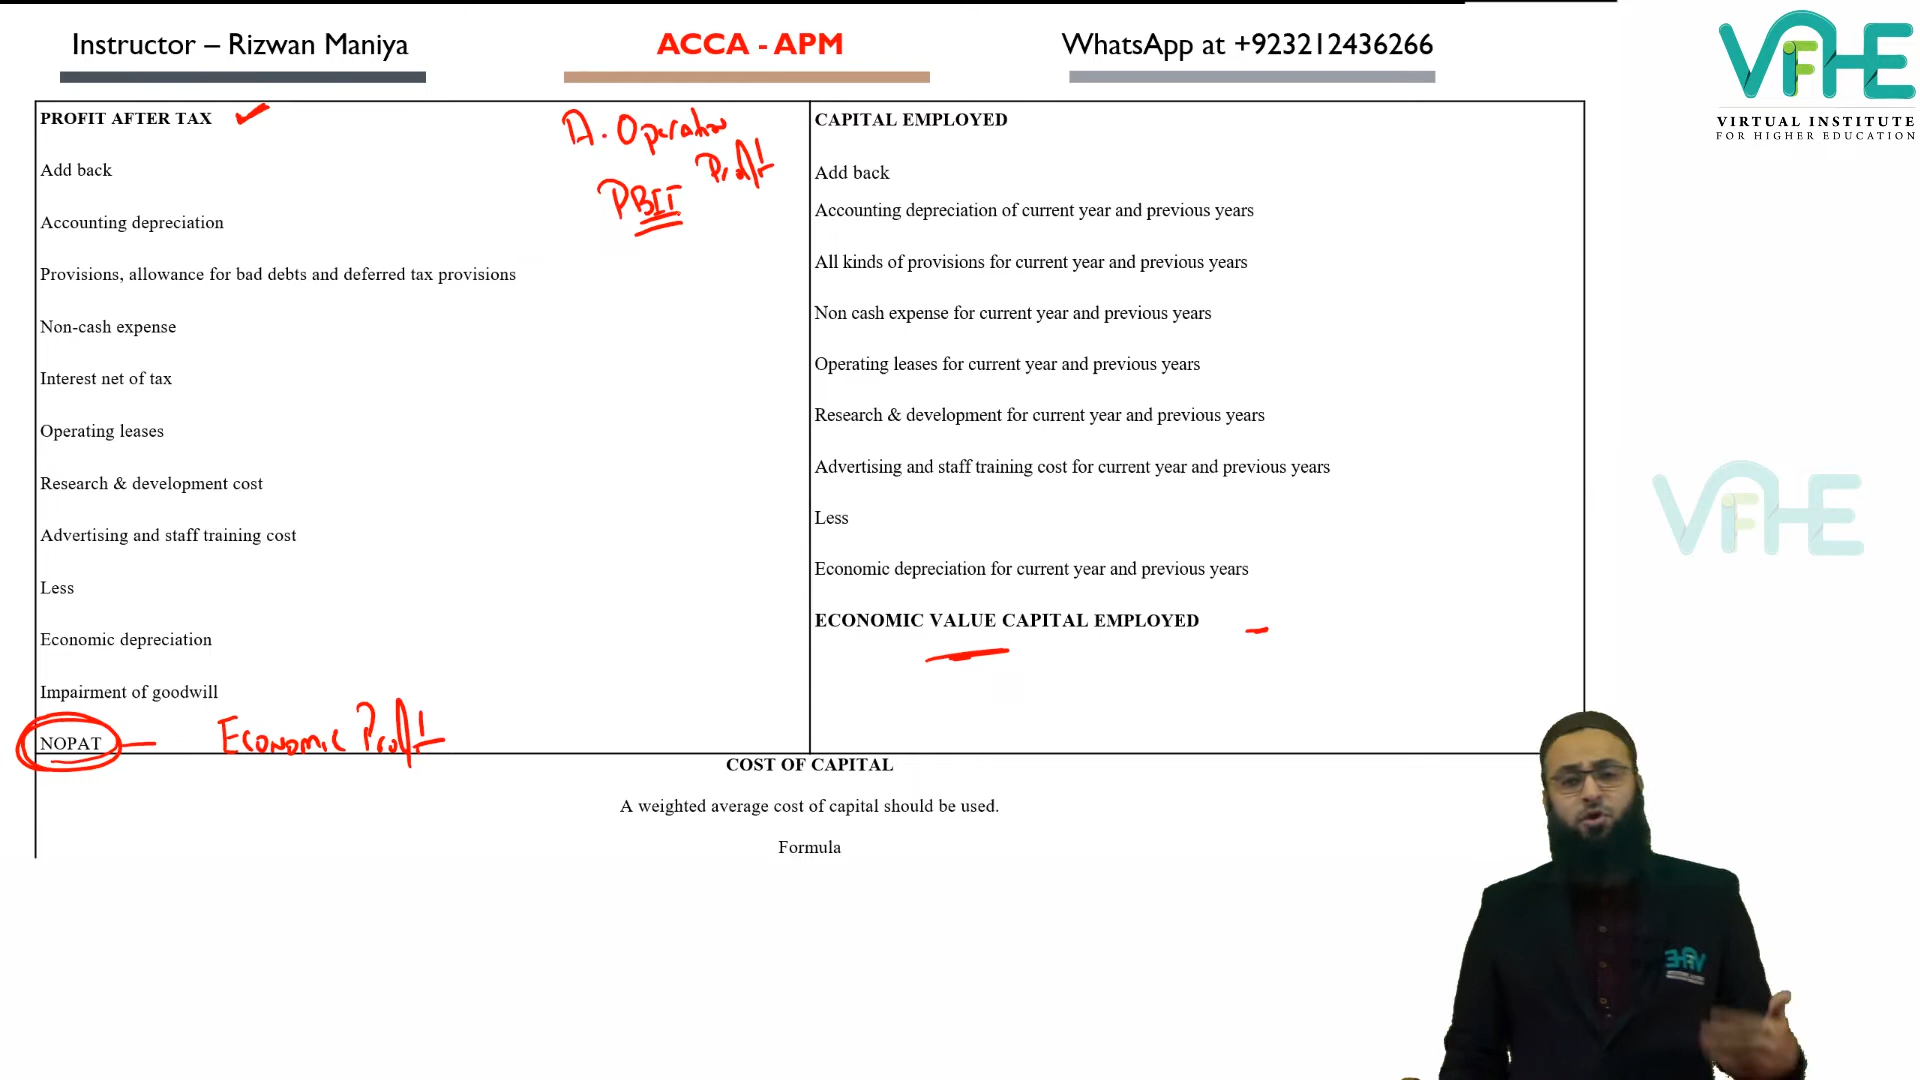 Instructor – Rizwan Maniya
ACCA - APM
WhatsApp at +923212436266
VIFHE
VIRTUAL INSTITUTE
FOR HIGHER EDUCATION
PROFIT AFTER TAX
Add back
Accounting depreciation
Provisions, allowance for bad debts and deferred tax provisions
Non-cash expense
Interest net of tax
Operating leases
Research & development cost
Advertising and staff training cost
Less
Economic depreciation
Impairment of goodwill
NOPAT
Economic Profit
Profit
PBIT
CAPITAL EMPLOYED
Add back
Accounting depreciation of current year and previous years
All kinds of provisions for current year and previous years
Non cash expense for current year and previous years
Operating leases for current year and previous years
Research & development for current year and previous years
Advertising and staff training cost for current year and previous years
Less
Economic depreciation for current year and previous years
ECONOMIC VALUE CAPITAL EMPLOYED
COST OF CAPITAL
A weighted average cost of capital should be used.
Formula
VIFHE